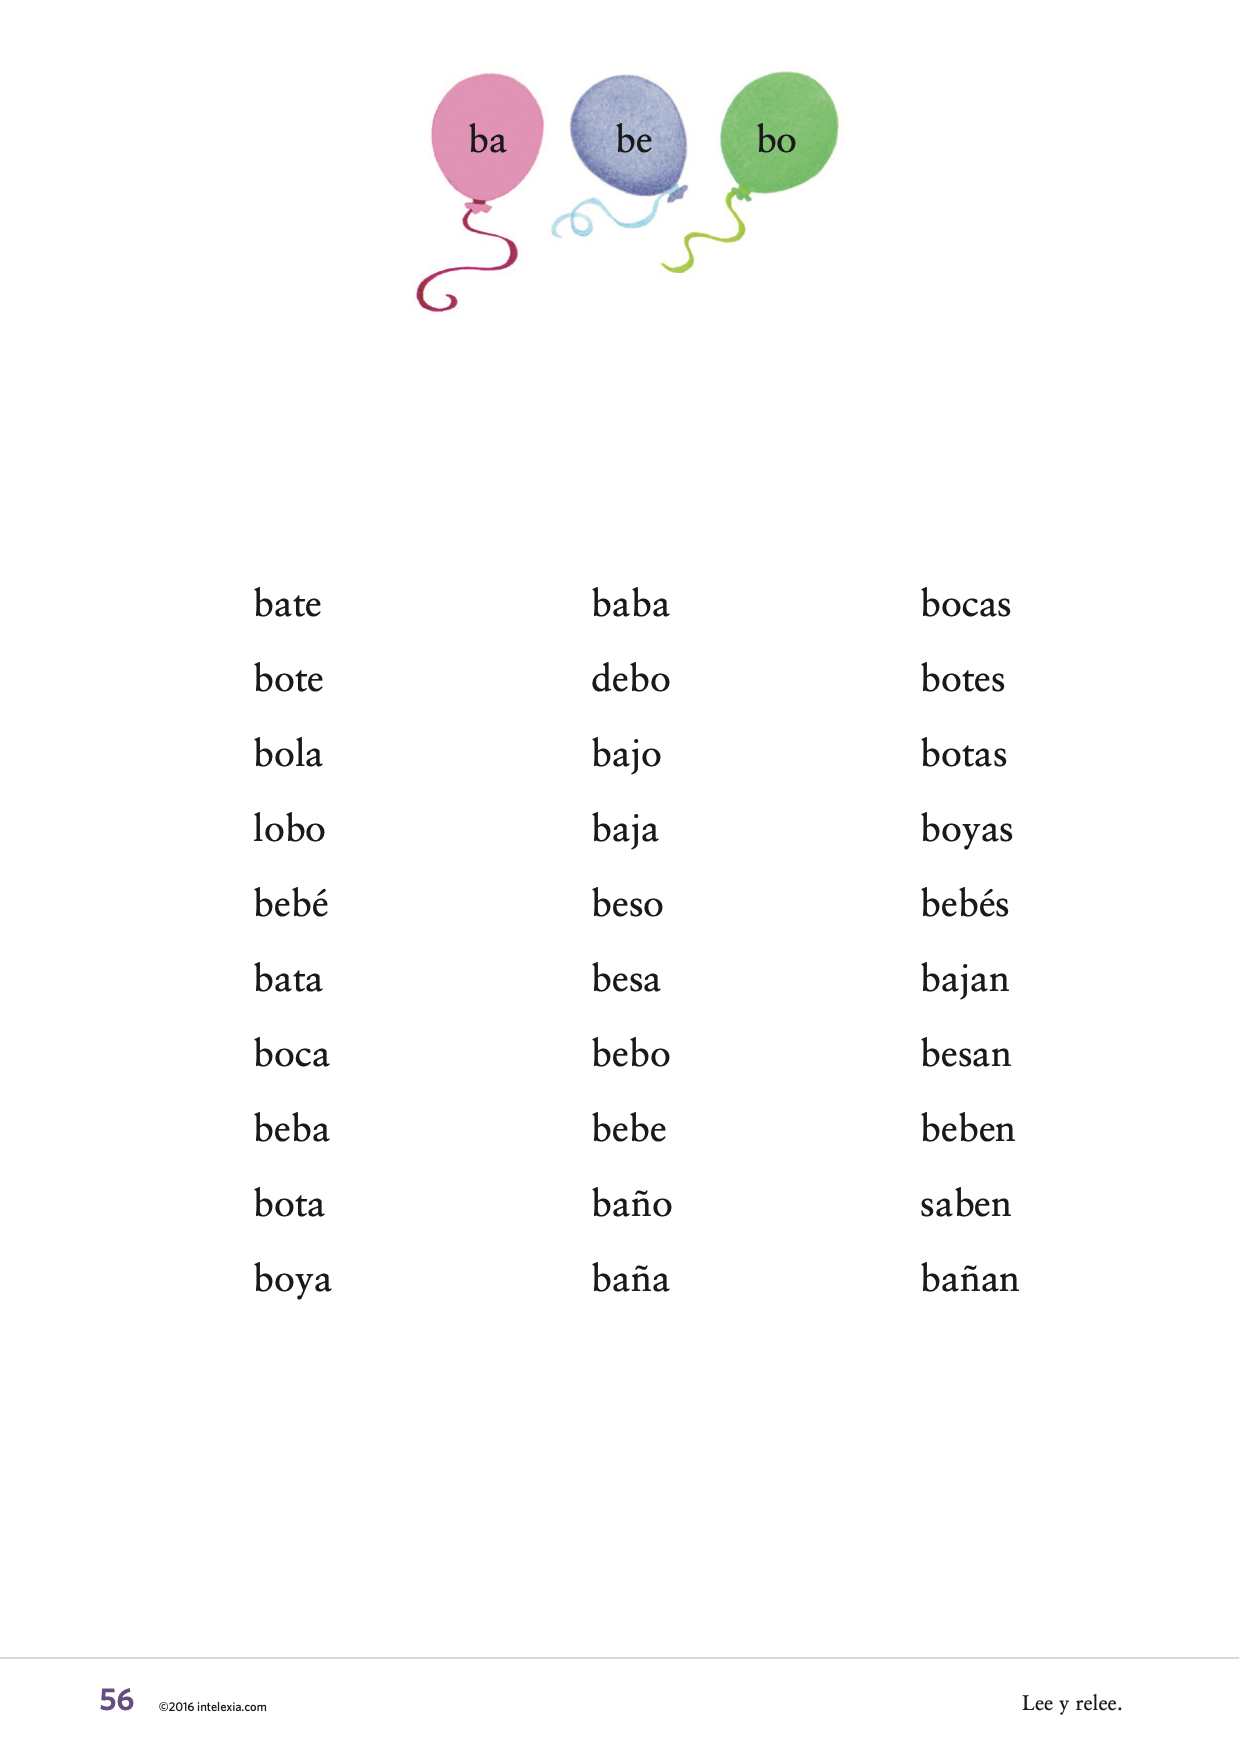 ba be bo
bate baba bocas
bote debo botes
bola bajo botas
lobo baja boyas
bebé beso bebés
bata besa bajan
boca bebo besan
beba bebe beben
bota baño saben
boya baña bañan
56 ©2016 intelexia.com Lee y relee.